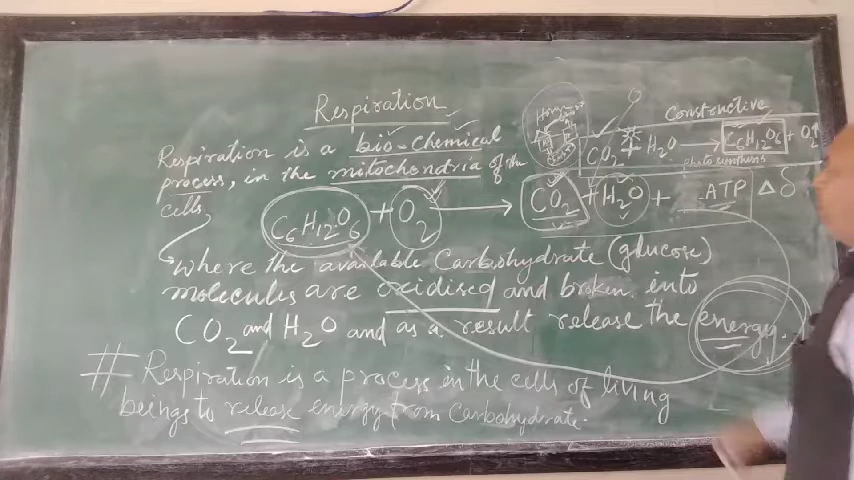 Respiration
Respiration is a bio-chemical
process, in the mitochondria of the
cells,
C6H12O6 + O2 → CO2 + H2O + ATP
where the available Carbohydrate (glucose)
molecules are oxidised and broken into
CO2 and H2O and as a result release the energy.
# Respiration is a process in the cells of living
beings to release energy from Carbohydrate.
Constructive
CO2 + H2O → C6H12O6 + O2
photosynthesis